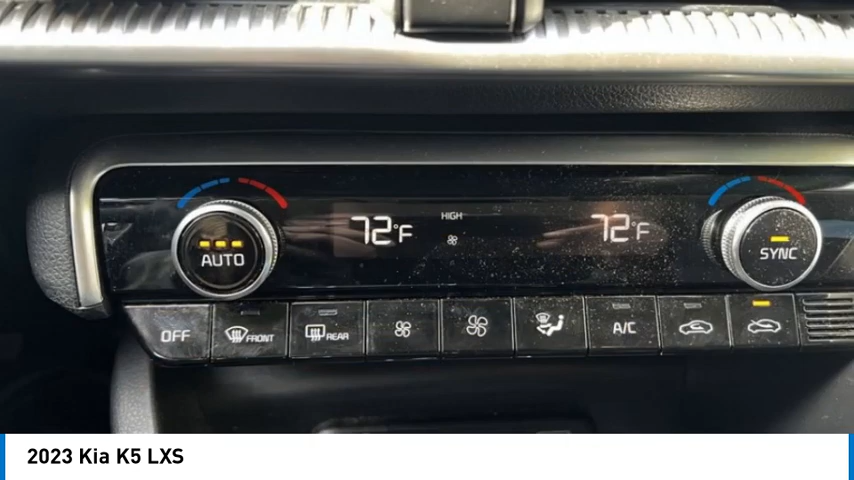 HIGH
72°F 72°F
AUTO SYNC
OFF FRONT REAR A/C
2023 Kia K5 LXS